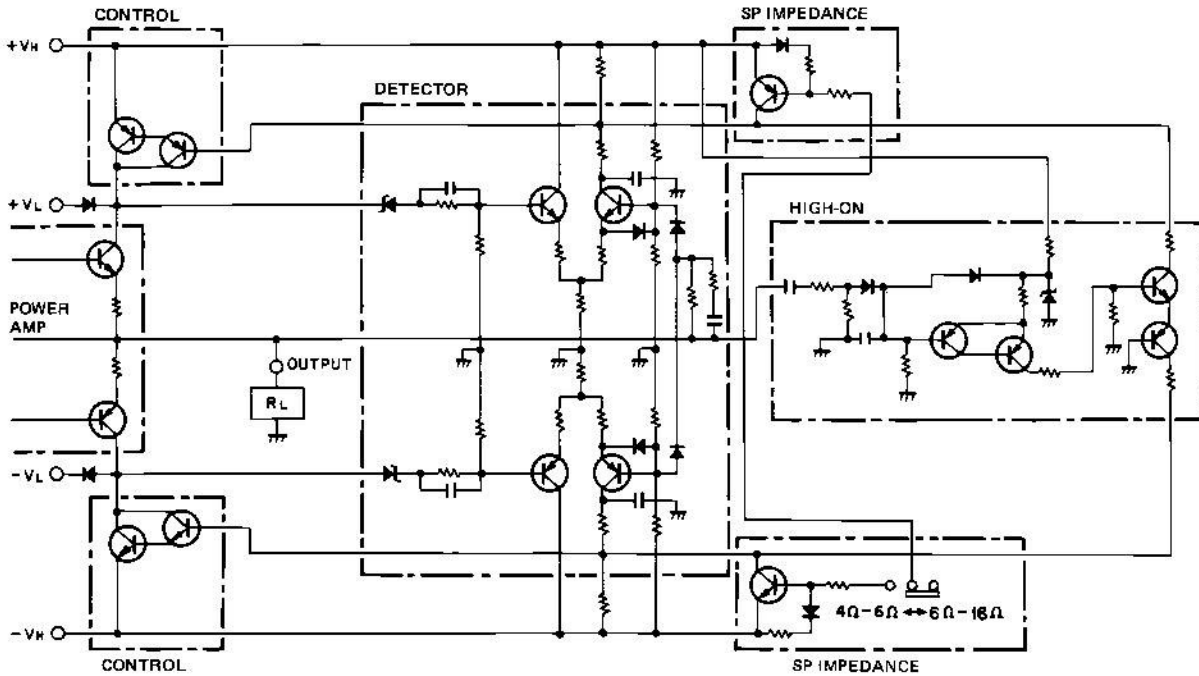 CONTROL
SP IMPEDANCE
+VH
DETECTOR
+VL
HIGH-ON
POWER
AMP
OUTPUT
RL
-VL
4Ω-6Ω ↔ 6Ω-16Ω
-VH
CONTROL
SP IMPEDANCE